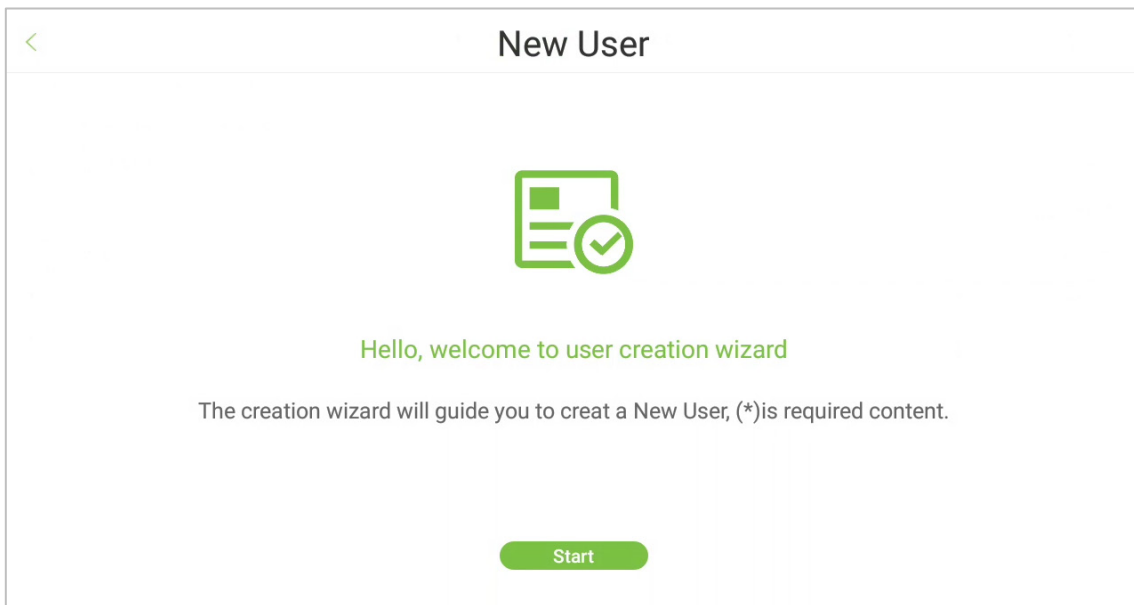 New User
Hello, welcome to user creation wizard
The creation wizard will guide you to creat a New User, (*)is required content.
Start